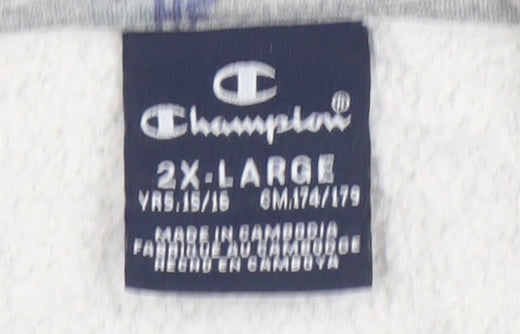 Champion®
2X-LARGE
YRS.15/16 CM.174/179
MADE IN CAMBODIA
FABRIQUE AU CAMBODGE
HECHO EN CAMBOYA